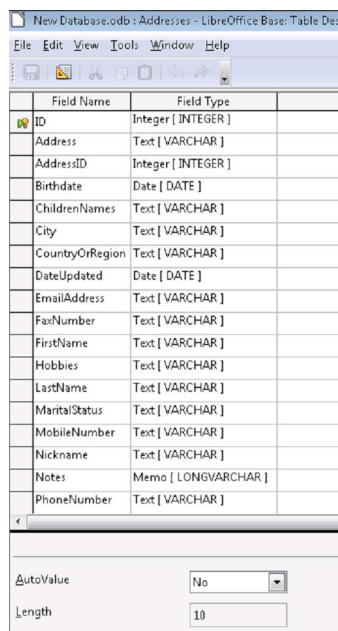 New Database.odb : Addresses - LibreOffice Base: Table Des
File Edit View Tools Window Help
Field Name Field Type
ID Integer [ INTEGER ]
Address Text [ VARCHAR ]
AddressID Integer [ INTEGER ]
Birthdate Date [ DATE ]
ChildrenNames Text [ VARCHAR ]
City Text [ VARCHAR ]
CountryOrRegion Text [ VARCHAR ]
DateUpdated Date [ DATE ]
EmailAddress Text [ VARCHAR ]
FaxNumber Text [ VARCHAR ]
FirstName Text [ VARCHAR ]
Hobbies Text [ VARCHAR ]
LastName Text [ VARCHAR ]
MaritalStatus Text [ VARCHAR ]
MobileNumber Text [ VARCHAR ]
Nickname Text [ VARCHAR ]
Notes Memo [ LONGVARCHAR ]
PhoneNumber Text [ VARCHAR ]
AutoValue No
Length 10